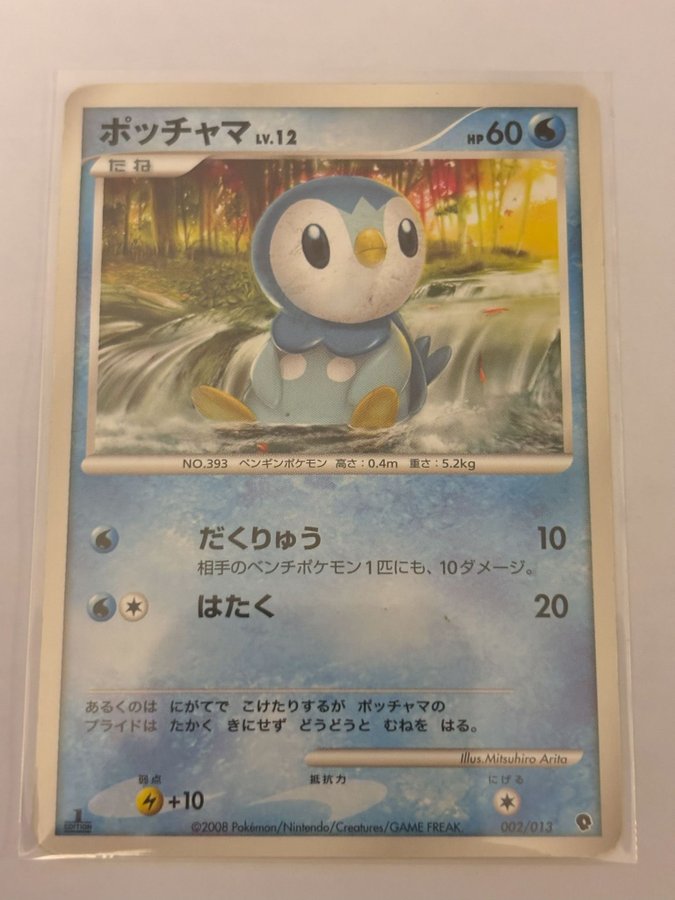 ポッチャマ LV.12 HP60
たね
NO.393 ペンギンポケモン 高さ:0.4m 重さ:5.2kg
だくりゅう 10
相手のベンチポケモン1匹にも、10ダメージ。
はたく 20
あるくのは にがてで こけたりするが ポッチャマの
プライドは たかく きにせず どうどうと むねを はる。
Illus.Mitsuhiro Arita
弱点 抵抗力 にげる
+10
1 EDITION ©2008 Pokémon/Nintendo/Creatures/GAME FREAK. 002/013